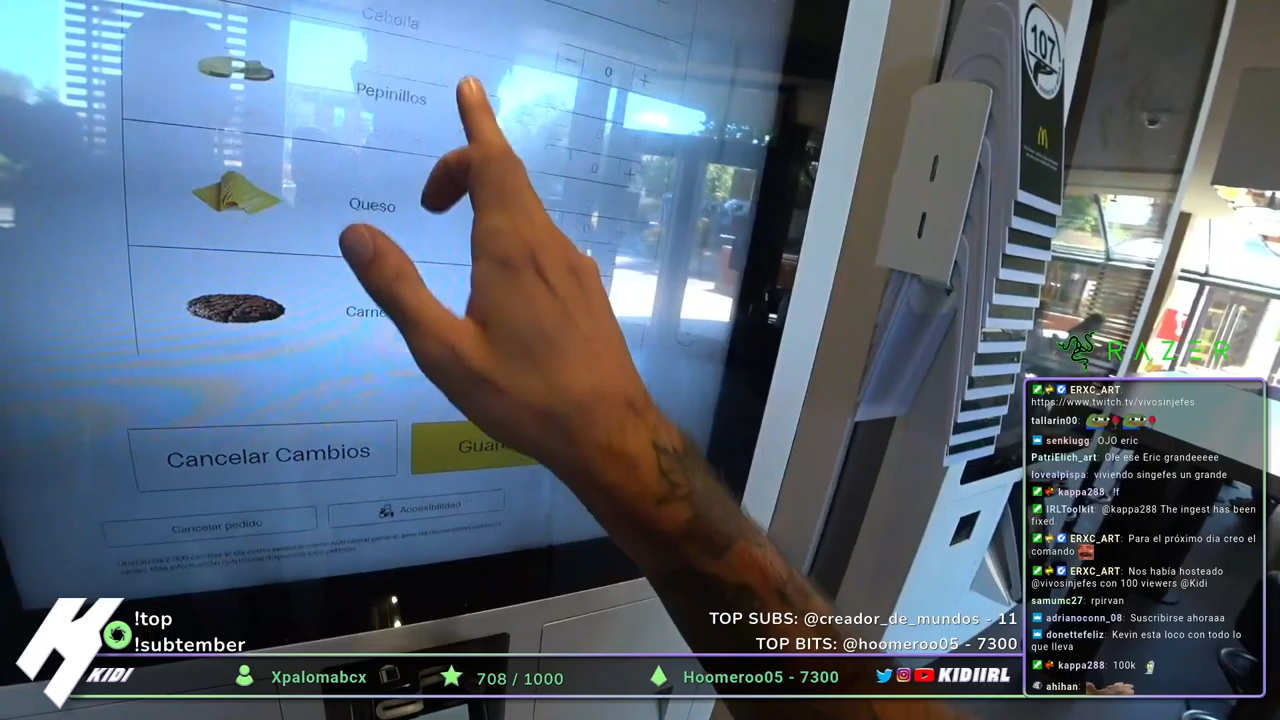 Cebolla
0
Pepinillos
0
Queso
0
Carne
Cancelar Cambios
Cancelar pedido
Accesibilidad
107
RAZER
ERXC_ART:
https://www.twitch.tv/vivosinjefes
tallarin00:
senkiugg: OJO eric
PatriElich_art: Ole ese Eric grandeeeee
lovealpispa: viviendo singefes un grande
kappa288: !f
IRLToolkit: @kappa288 The ingest has been
fixed
ERXC_ART: Para el próximo dia creo el
comando
ERXC_ART: Nos había hosteado
@vivosinjefes con 100 viewers @Kidi
samumc27: rpirvan
adrianoconn_08: Suscribirse ahoraaa
donettefeliz: Kevin esta loco con todo lo
que lleva
kappa288: 100k
ahihan:
!top
!subtember
TOP SUBS: @creador_de_mundos - 11
TOP BITS: @hoomeroo05 - 7300
KIDI
Xpalomabcx
708 / 1000
Hoomeroo05 - 7300
KIDIIRL